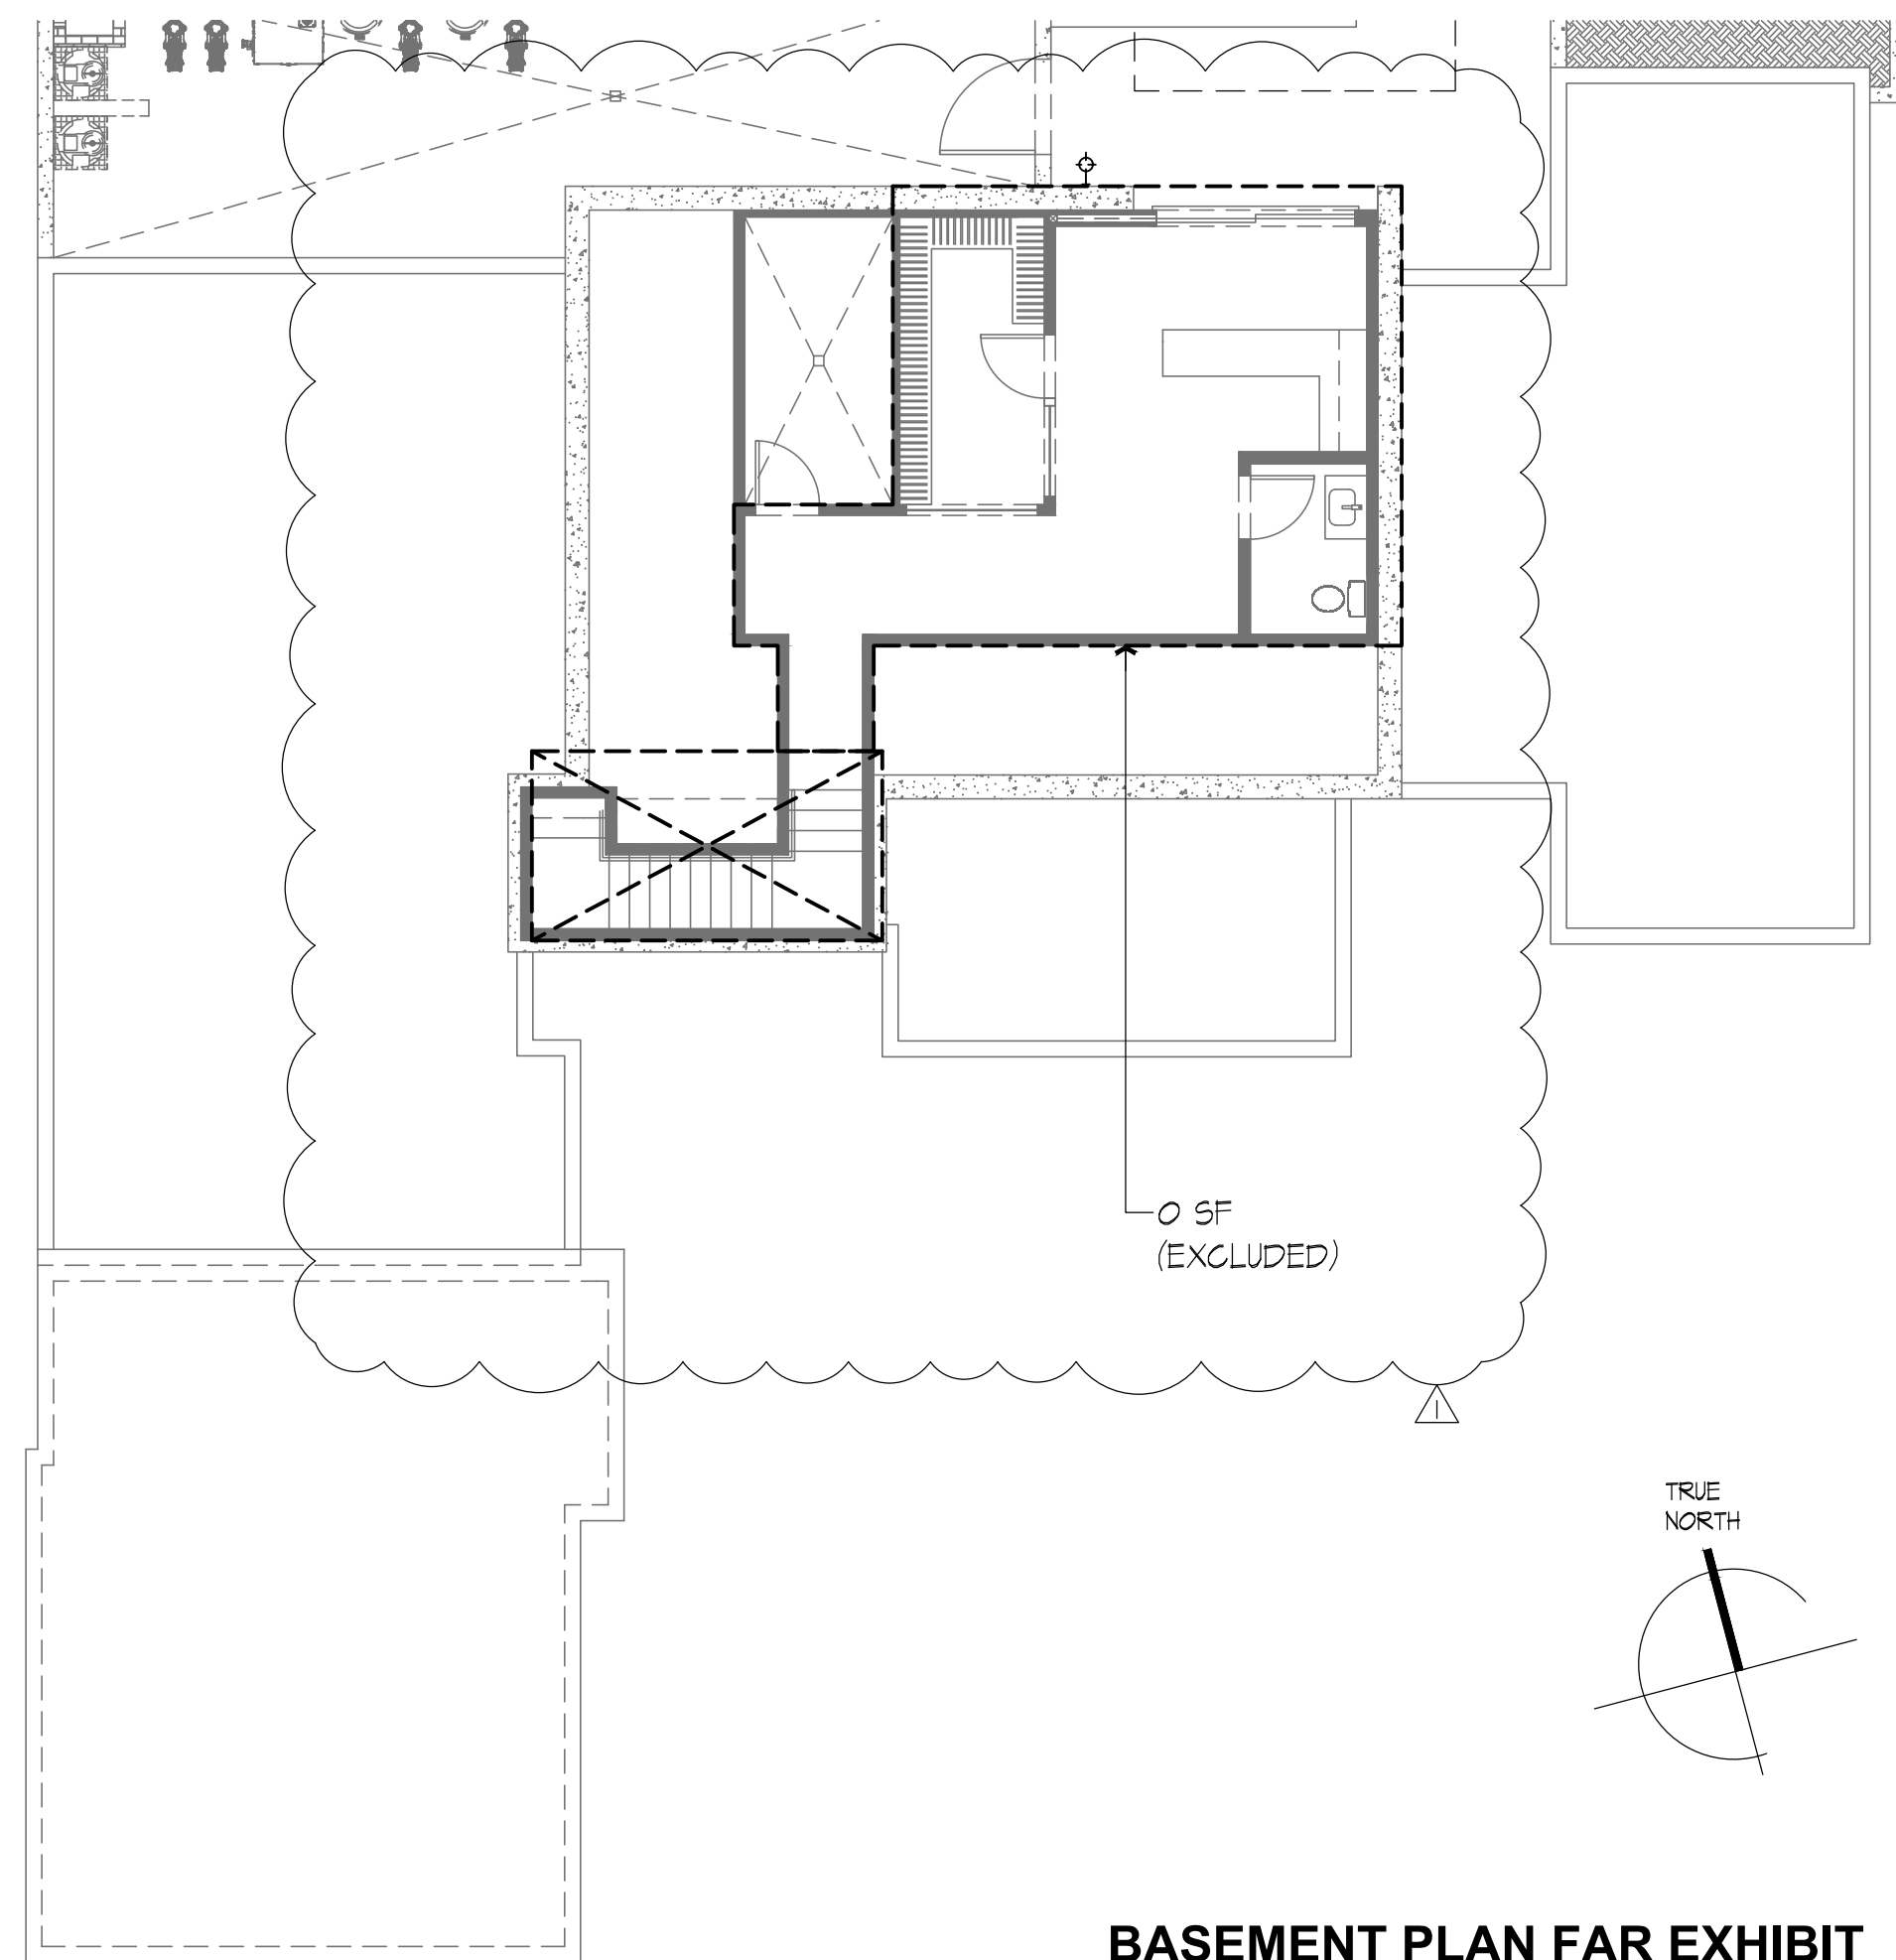 0 SF
(EXCLUDED)
1
TRUE
NORTH
BASEMENT PLAN FAR EXHIBIT